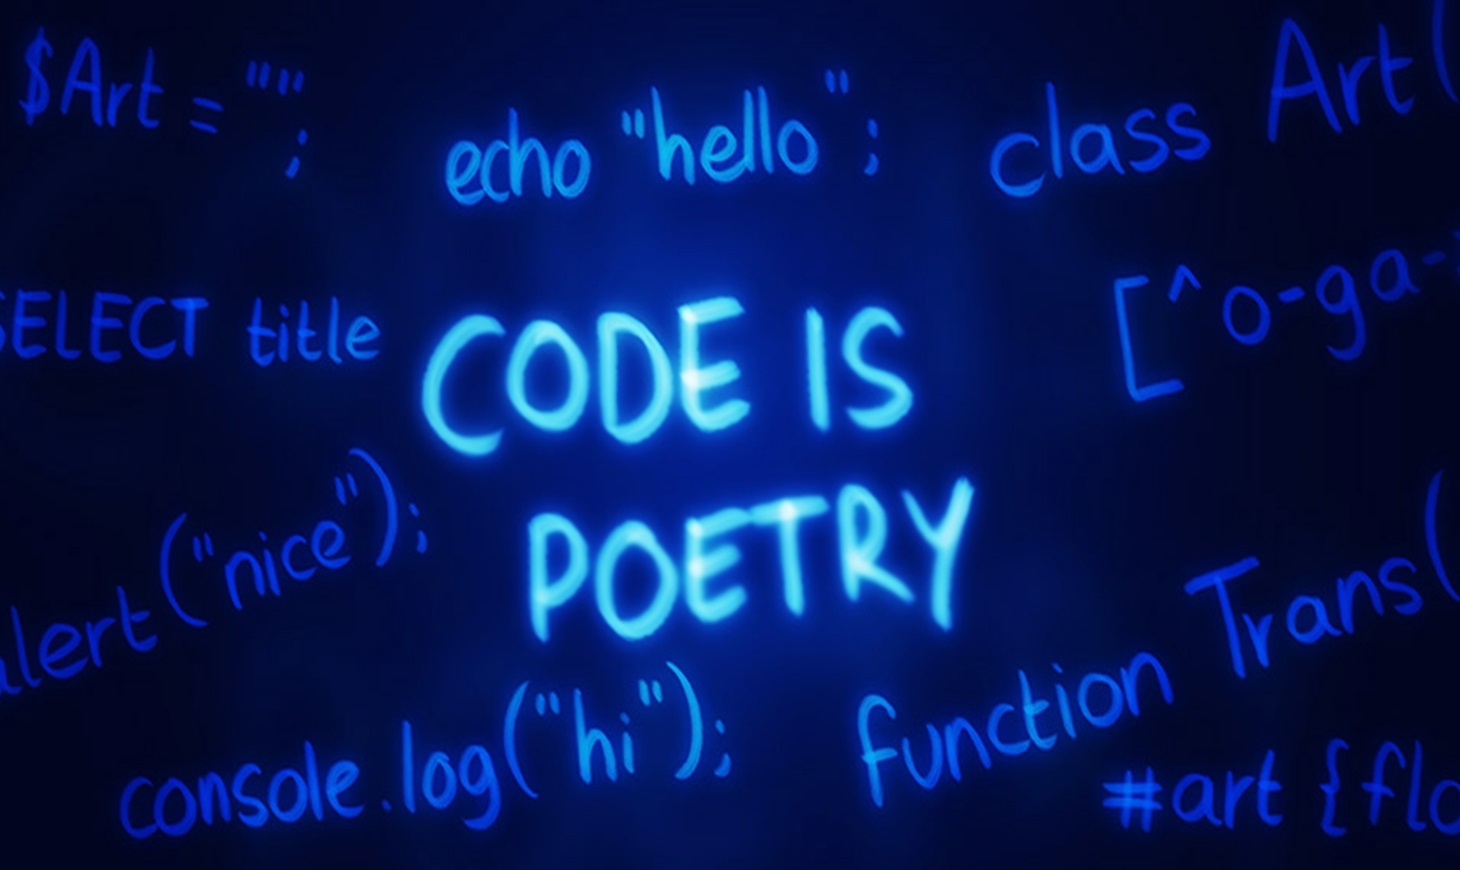 $Art = "";
echo "hello";
class Art(
SELECT title
CODE IS
POETRY
[^o-ga-
alert("nice");
function Trans(
console.log("hi");
#art {flo